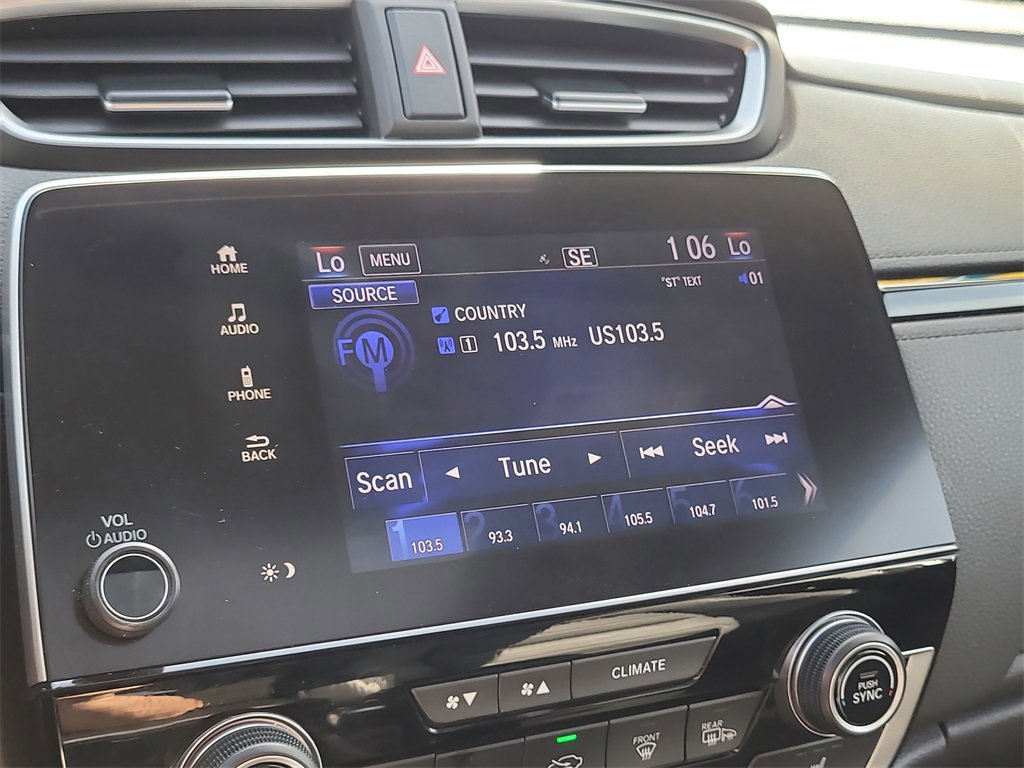 Lo MENU SE 1 06 Lo
"ST" TEXT 01
SOURCE
COUNTRY
FM
1 103.5 MHz US103.5
Scan Tune Seek
1 103.5 2 93.3 3 94.1 4 105.5 5 104.7 6 101.5
HOME
AUDIO
PHONE
BACK
VOL
AUDIO
CLIMATE
PUSH
SYNC
FRONT
REAR